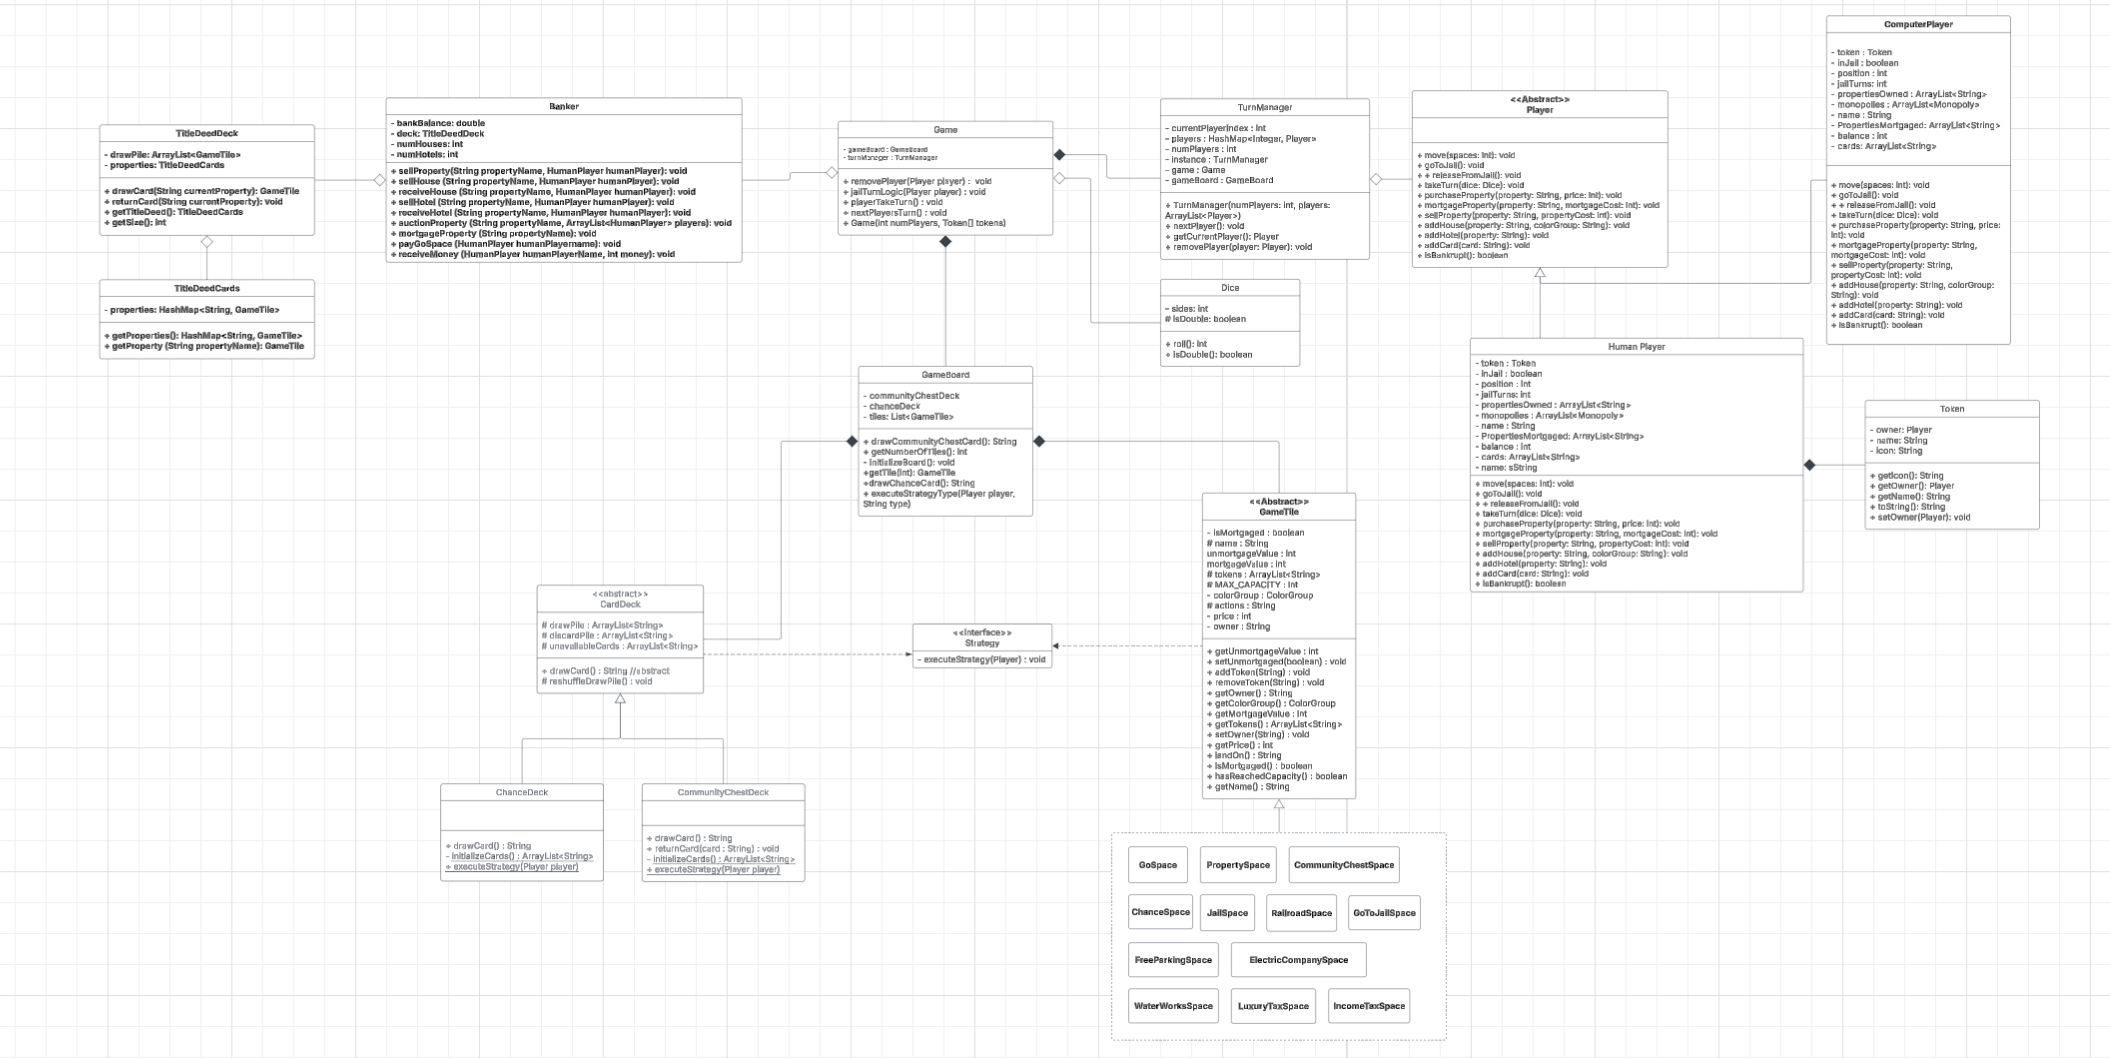 TitleDeedDeck
- drawPile: ArrayList<GameTile>
- properties: TitleDeedCards
+ drawCard(String currentProperty): GameTile
+ returnCard(String currentProperty): void
+ getTitleDeed(): TitleDeedCards
+ getSize(): int
TitleDeedCards
- properties: HashMap<String, GameTile>
+ getProperties(): HashMap<String, GameTile>
+ getProperty (String propertyName): GameTile
Banker
- bankBalance: double
- deck: TitleDeedDeck
- numHouses: int
- numHotels: int
+ sellProperty(String propertyName, HumanPlayer humanPlayer): void
+ sellHouse (String propertyName, HumanPlayer humanPlayer): void
+ receiveHouse (String propertyName, HumanPlayer humanPlayer): void
+ sellHotel (String propertyName, HumanPlayer humanPlayer): void
+ receiveHotel (String propertyName, HumanPlayer humanPlayer): void
+ auctionProperty (String propertyName, ArrayList<HumanPlayer> players): void
+ mortgageProperty (String propertyName): void
+ payGoSpace (HumanPlayer humanPlayername): void
+ receiveMoney (HumanPlayer humanPlayerName, int money): void
Game
- gameBoard : GameBoard
- turnManager : TurnManager
+ removePlayer(Player player) : void
+ jailTurnLogic(Player player) : void
+ playerTakeTurn() : void
+ nextPlayersTurn() : void
+ Game(int numPlayers, Token[] tokens)
TurnManager
- currentPlayerIndex : int
- players : HashMap<Integer, Player>
- numPlayers : int
- instance : TurnManager
- game : Game
- gameBoard : GameBoard
+ TurnManager(numPlayers: int, players:
ArrayList<Player>)
+ nextPlayer(): void
+ getCurrentPlayer(): Player
+ removePlayer(player: Player): void
Dice
- sides: int
# isDouble: boolean
+ roll(): int
+ isDouble(): boolean
<<Abstract>>
Player
+ move(spaces: int): void
+ goToJail(): void
+ + releaseFromJail(): void
+ takeTurn(dice: Dice): void
+ purchaseProperty(property: String, price: int): void
+ mortgageProperty(property: String, mortgageCost: int): void
+ sellProperty(property: String, propertyCost: int): void
+ addHouse(property: String, colorGroup: String): void
+ addHotel(property: String): void
+ addCard(card: String): void
+ isBankrupt(): boolean
ComputerPlayer
- token : Token
- inJail : boolean
- position : int
- jailTurns: int
- propertiesOwned : ArrayList<String>
- monopolies : ArrayList<Monopoly>
- name : String
- PropertiesMortgaged: ArrayList<String>
- balance : int
- cards: ArrayList<String>
+ move(spaces: int): void
+ goToJail(): void
+ + releaseFromJail(): void
+ takeTurn(dice: Dice): void
+ purchaseProperty(property: String, price:
int): void
+ mortgageProperty(property: String,
mortgageCost: int): void
+ sellProperty(property: String,
propertyCost: int): void
+ addHouse(property: String, colorGroup:
String): void
+ addHotel(property: String): void
+ addCard(card: String): void
+ isBankrupt(): boolean
Human Player
- token : Token
- inJail : boolean
- position : int
- jailTurns: int
- propertiesOwned : ArrayList<String>
- monopolies : ArrayList<Monopoly>
- name : String
- PropertiesMortgaged: ArrayList<String>
- balance : int
- cards: ArrayList<String>
- name: sString
+ move(spaces: int): void
+ goToJail(): void
+ + releaseFromJail(): void
+ takeTurn(dice: Dice): void
+ purchaseProperty(property: String, price: int): void
+ mortgageProperty(property: String, mortgageCost: int): void
+ sellProperty(property: String, propertyCost: int): void
+ addHouse(property: String, colorGroup: String): void
+ addHotel(property: String): void
+ addCard(card: String): void
+ isBankrupt(): boolean
Token
- owner: Player
- name: String
- icon: String
+ getIcon(): String
+ getOwner(): Player
+ getName(): String
+ toString(): String
+ setOwner(Player): void
GameBoard
- communityChestDeck
- chanceDeck
- tiles: List<GameTile>
+ drawCommunityChestCard(): String
+ getNumberOfTiles(): int
- initializeBoard(): void
+getTile(int): GameTile
+drawChanceCard(): String
+ executeStrategyType(Player player,
String type)
<<abstract>>
CardDeck
# drawPile : ArrayList<String>
# discardPile : ArrayList<String>
# unavailableCards : ArrayList<String>
+ drawCard() : String //abstract
# reshuffleDrawPile() : void
<<Interface>>
Strategy
- executeStrategy(Player) : void
<<Abstract>>
GameTile
- isMortgaged : boolean
# name : String
unmortgageValue : int
mortgageValue : int
# tokens : ArrayList<String>
# MAX_CAPACITY : int
- colorGroup : ColorGroup
# actions : String
- price : int
- owner : String
+ getUnmortgageValue : int
+ setUnmortgaged(boolean) : void
+ addToken(String) : void
+ removeToken(String) : void
+ getOwner() : String
+ getColorGroup() : ColorGroup
+ getMortgageValue : int
+ getTokens() : ArrayList<String>
+ setOwner(String) : void
+ getPrice() : int
+ landOn() : String
+ isMortgaged() : boolean
+ hasReachedCapacity() : boolean
+ getName() : String
ChanceDeck
+ drawCard() : String
- initializeCards() : ArrayList<String>
+ executeStrategy(Player player)
CommunityChestDeck
+ drawCard() : String
+ returnCard(card : String) : void
- initializeCards() : ArrayList<String>
+ executeStrategy(Player player)
GoSpace
PropertySpace
CommunityChestSpace
ChanceSpace
JailSpace
RailroadSpace
GoToJailSpace
FreeParkingSpace
ElectricCompanySpace
WaterWorksSpace
LuxuryTaxSpace
IncomeTaxSpace